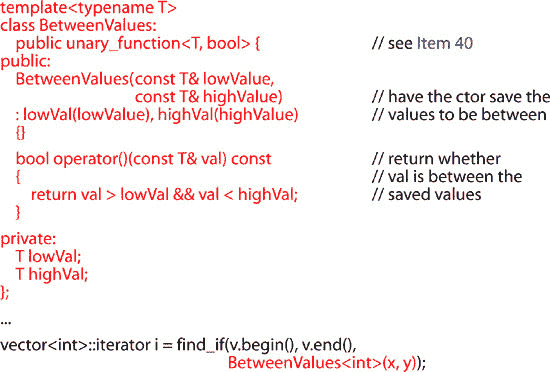 template<typename T>
class BetweenValues:
public unary_function<T, bool> { // see Item 40
public:
BetweenValues(const T& lowValue,
const T& highValue) // have the ctor save the
: lowVal(lowValue), highVal(highValue) // values to be between
{}
bool operator()(const T& val) const // return whether
{ // val is between the
return val > lowVal && val < highVal; // saved values
}
private:
T lowVal;
T highVal;
};
...
vector<int>::iterator i = find_if(v.begin(), v.end(),
BetweenValues<int>(x, y));